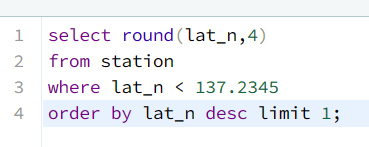 1 select round(lat_n,4)
2 from station
3 where lat_n < 137.2345
4 order by lat_n desc limit 1;